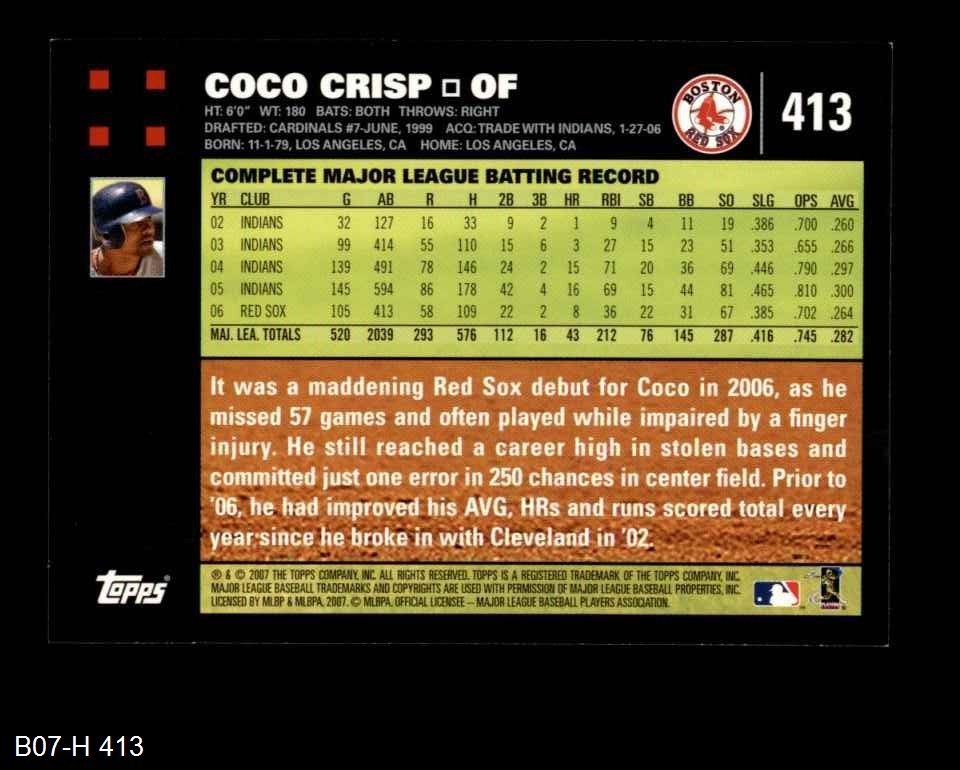 COCO CRISP □ OF
HT: 6'0" WT: 180 BATS: BOTH THROWS: RIGHT
DRAFTED: CARDINALS #7-JUNE, 1999 ACQ: TRADE WITH INDIANS, 1-27-06
BORN: 11-1-79, LOS ANGELES, CA HOME: LOS ANGELES, CA
BOSTON
RED SOX
413
COMPLETE MAJOR LEAGUE BATTING RECORD
YR CLUB G AB R H 2B 3B HR RBI SB BB SO SLG OPS AVG
02 INDIANS 32 127 16 33 9 2 1 9 4 11 19 .386 .700 .260
03 INDIANS 99 414 55 110 15 6 3 27 15 23 51 .353 .655 .266
04 INDIANS 139 491 78 146 24 2 15 71 20 36 69 .446 .790 .297
05 INDIANS 145 594 86 178 42 4 16 69 15 44 81 .465 .810 .300
06 RED SOX 105 413 58 109 22 2 8 36 22 31 67 .385 .702 .264
MAJ. LEA. TOTALS 520 2039 293 576 112 16 43 212 76 145 287 .416 .745 .282
It was a maddening Red Sox debut for Coco in 2006, as he
missed 57 games and often played while impaired by a finger
injury. He still reached a career high in stolen bases and
committed just one error in 250 chances in center field. Prior to
'06, he had improved his AVG, HRs and runs scored total every
year since he broke in with Cleveland in '02.
Topps®
® & © 2007 THE TOPPS COMPANY, INC. ALL RIGHTS RESERVED. TOPPS IS A REGISTERED TRADEMARK OF THE TOPPS COMPANY, INC.
MAJOR LEAGUE BASEBALL TRADEMARKS AND COPYRIGHTS ARE USED WITH PERMISSION OF MAJOR LEAGUE BASEBALL PROPERTIES, INC.
LICENSED BY MLBP & MLBPA, 2007. © MLBPA, OFFICIAL LICENSEE – MAJOR LEAGUE BASEBALL PLAYERS ASSOCIATION.
B07-H 413